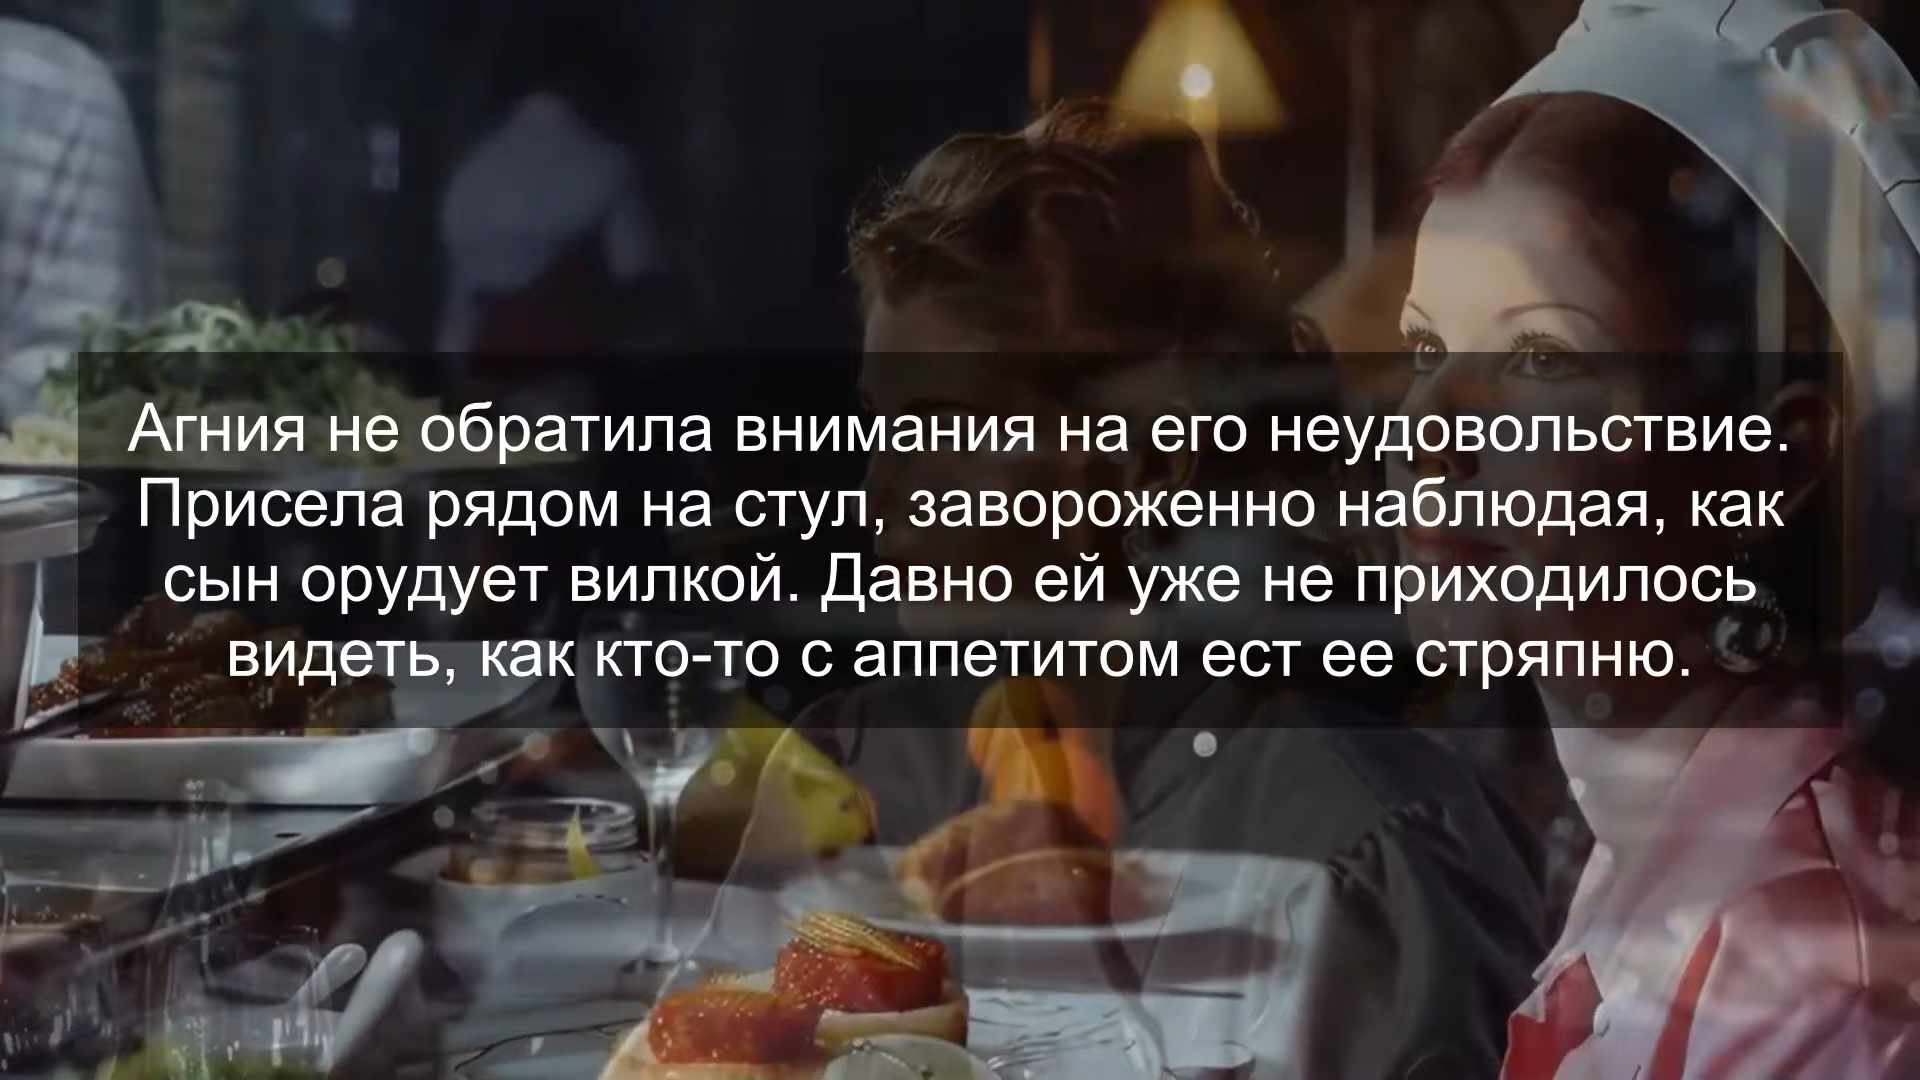 Агния не обратила внимания на его неудовольствие.
Присела рядом на стул, завороженно наблюдая, как
сын орудует вилкой. Давно ей уже не приходилось
видеть, как кто-то с аппетитом ест ее стряпню.